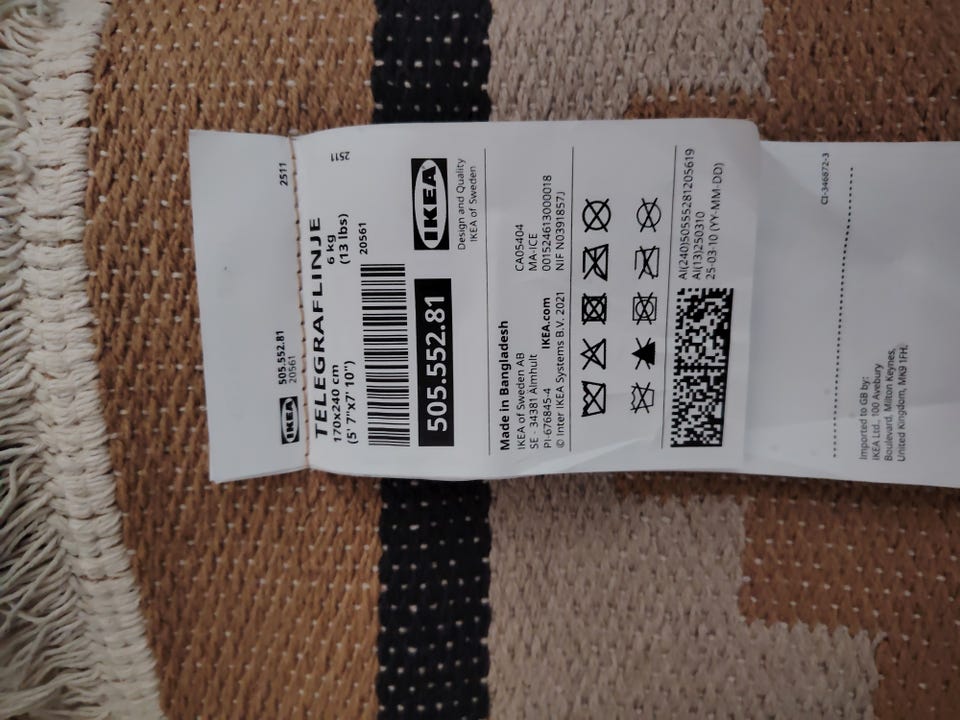 2511
IKEA
505.552.81
20561
2511
TELEGRAFLINJE
170x240 cm
(5' 7"x7' 10")
6 kg
(13 lbs)
20561
505.552.81
IKEA
Design and Quality
IKEA of Sweden
Made in Bangladesh
IKEA of Sweden AB
SE - 34381 Älmhult
PI-676845-4 IKEA.com
© Inter IKEA Systems B.V. 2021
CA05404
MA-ICE
001524613000018
NIF N0391857J
AI(240)50555281205619
AI(13)250310
25-03-10 (YY-MM-DD)
CI-346872-3
Imported to GB by:
IKEA Ltd., 100 Avebury
Boulevard, Milton Keynes,
United Kingdom, MK9 1FH.